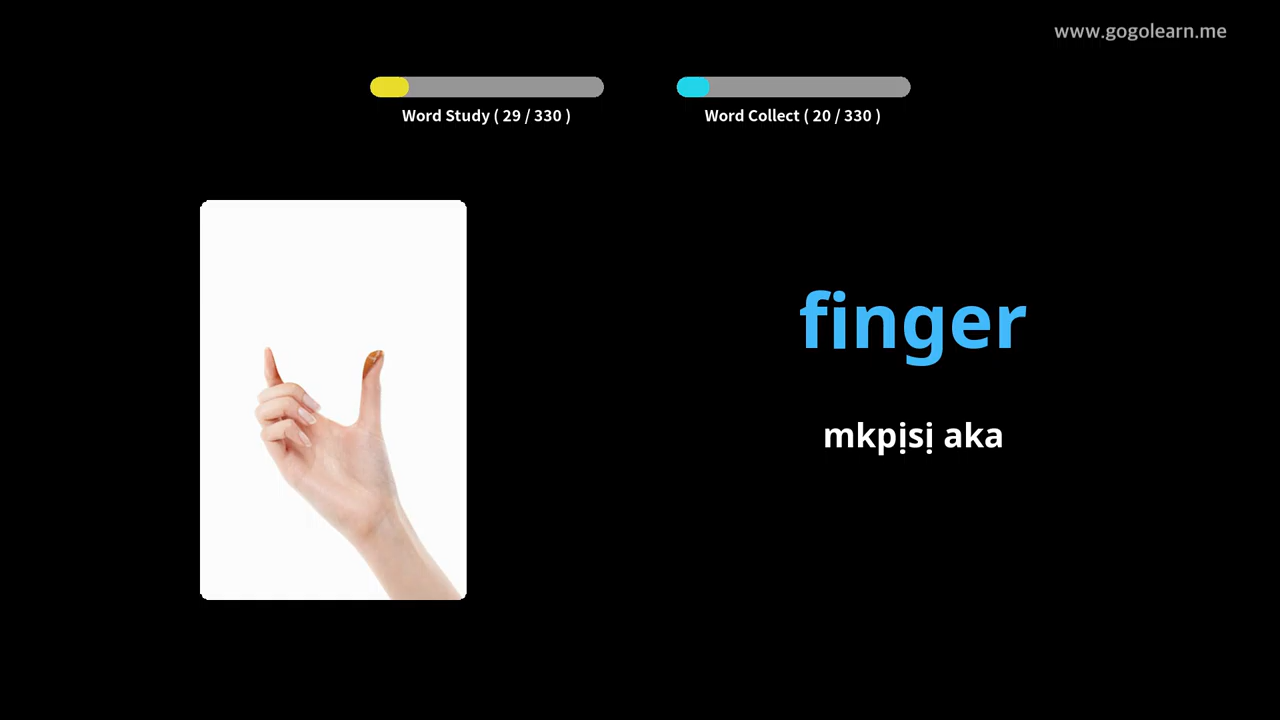 www.gogolearn.me
Word Study ( 29 / 330 )
Word Collect ( 20 / 330 )
finger
mkpịsị aka